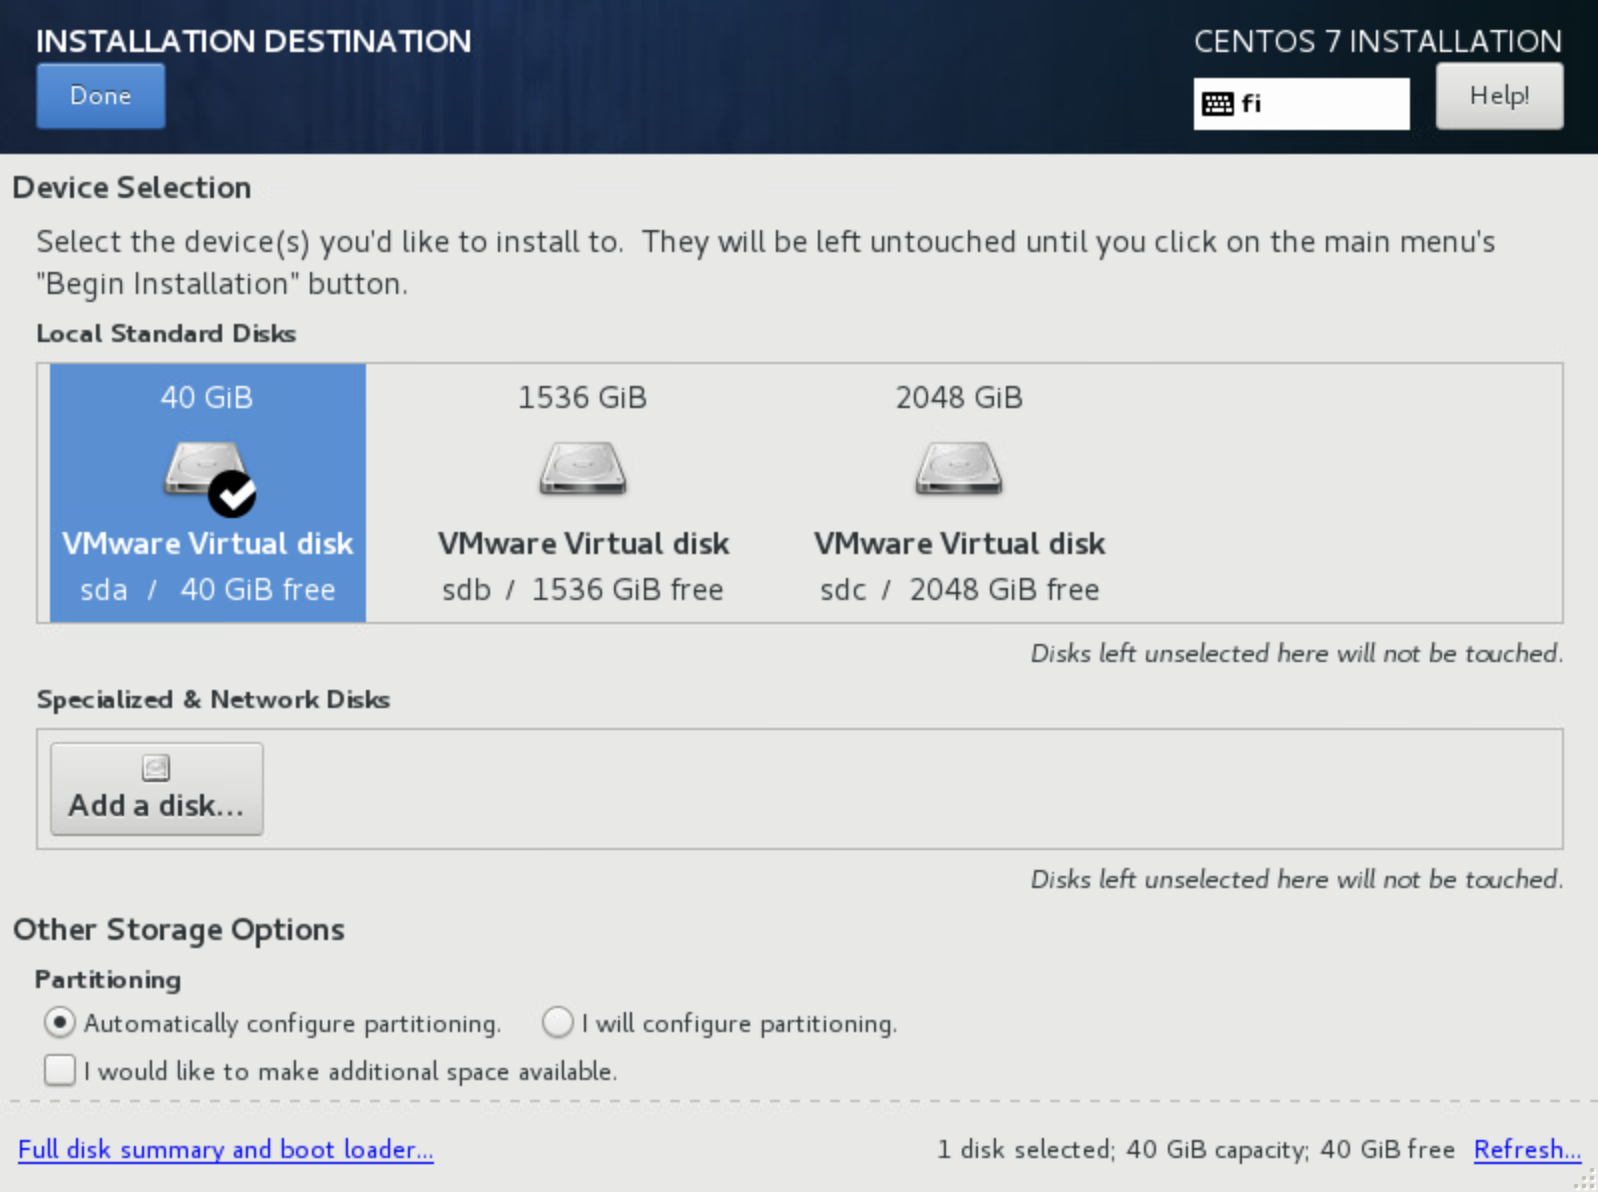 INSTALLATION DESTINATION
CENTOS 7 INSTALLATION
Done
fi
Help!
Device Selection
Select the device(s) you'd like to install to.  They will be left untouched until you click on the main menu's
"Begin Installation" button.
Local Standard Disks
40 GiB
VMware Virtual disk
sda / 40 GiB free
1536 GiB
VMware Virtual disk
sdb / 1536 GiB free
2048 GiB
VMware Virtual disk
sdc / 2048 GiB free
Disks left unselected here will not be touched.
Specialized & Network Disks
Add a disk...
Disks left unselected here will not be touched.
Other Storage Options
Partitioning
Automatically configure partitioning.
I will configure partitioning.
I would like to make additional space available.
Full disk summary and boot loader...
1 disk selected; 40 GiB capacity; 40 GiB free
Refresh...